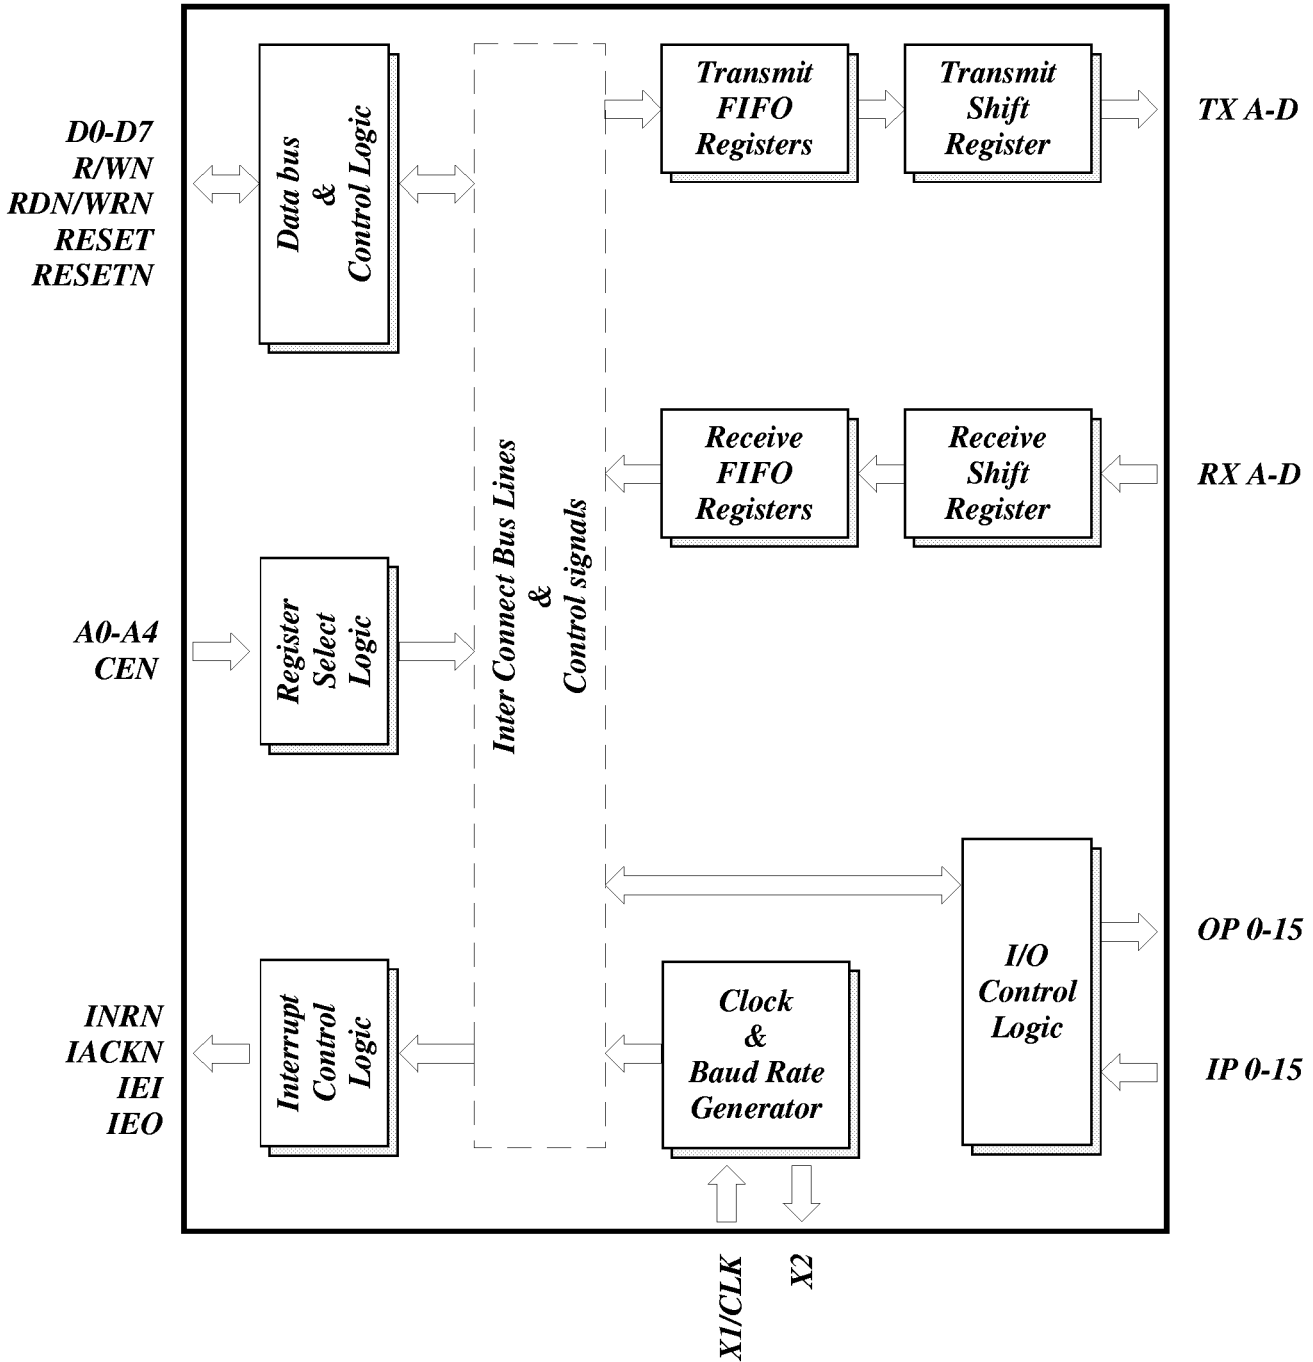 D0-D7
R/WN
RDN/WRN
RESET
RESETN
Data bus
&
Control Logic
A0-A4
CEN
Register
Select
Logic
INRN
IACKN
IEI
IEO
Interrupt
Control
Logic
Inter Connect Bus Lines
&
Control signals
Transmit
FIFO
Registers
Transmit
Shift
Register
TX A-D
Receive
FIFO
Registers
Receive
Shift
Register
RX A-D
Clock
&
Baud Rate
Generator
I/O
Control
Logic
OP 0-15
IP 0-15
X1/CLK
X2